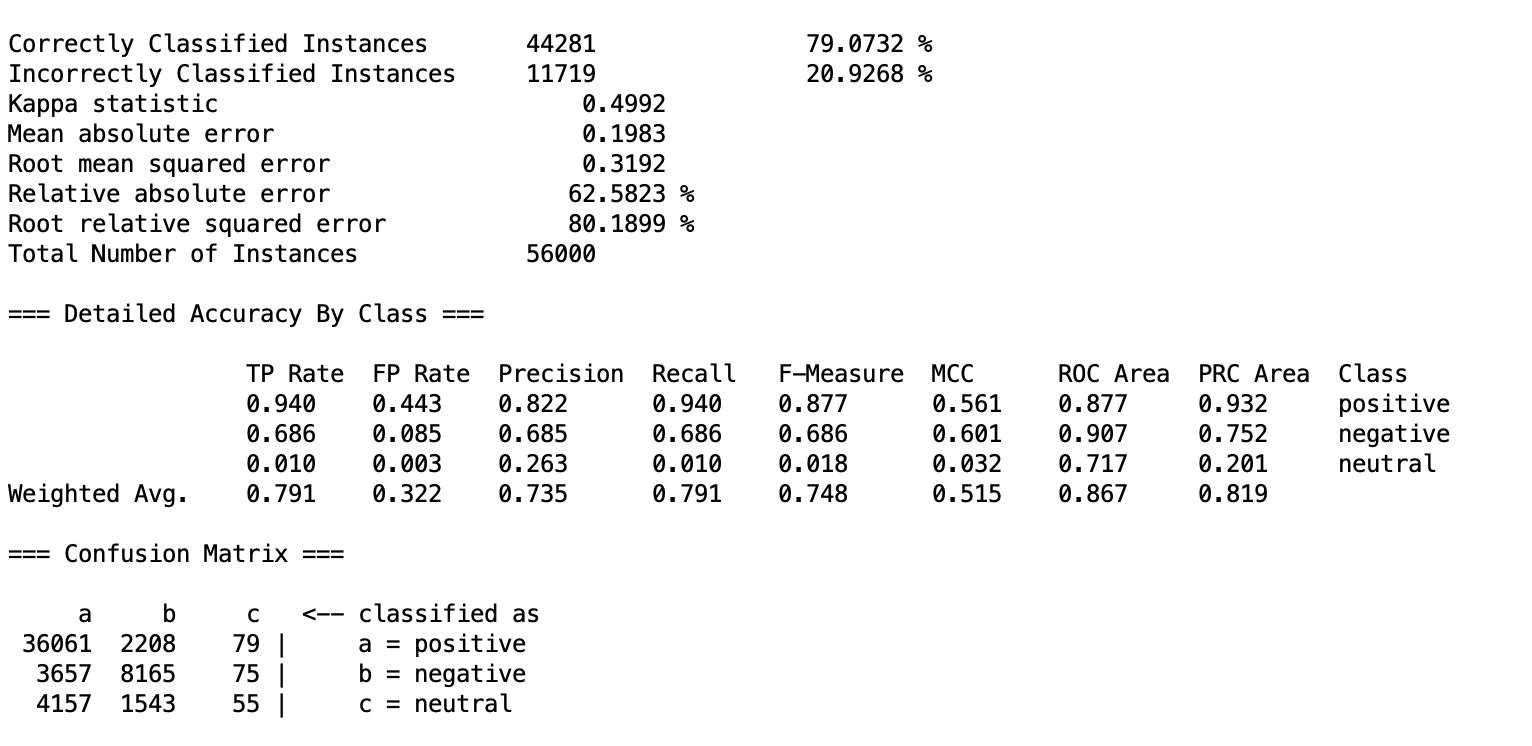 Correctly Classified Instances       44281               79.0732 %
Incorrectly Classified Instances     11719               20.9268 %
Kappa statistic                          0.4992
Mean absolute error                      0.1983
Root mean squared error                  0.3192
Relative absolute error                 62.5823 %
Root relative squared error             80.1899 %
Total Number of Instances            56000
=== Detailed Accuracy By Class ===
                 TP Rate  FP Rate  Precision  Recall   F-Measure  MCC      ROC Area  PRC Area  Class
                 0.940    0.443    0.822      0.940    0.877      0.561    0.877     0.932     positive
                 0.686    0.085    0.685      0.686    0.686      0.601    0.907     0.752     negative
                 0.010    0.003    0.263      0.010    0.018      0.032    0.717     0.201     neutral
Weighted Avg.    0.791    0.322    0.735      0.791    0.748      0.515    0.867     0.819
=== Confusion Matrix ===
     a     b     c   <-- classified as
 36061  2208    79 |     a = positive
  3657  8165    75 |     b = negative
  4157  1543    55 |     c = neutral